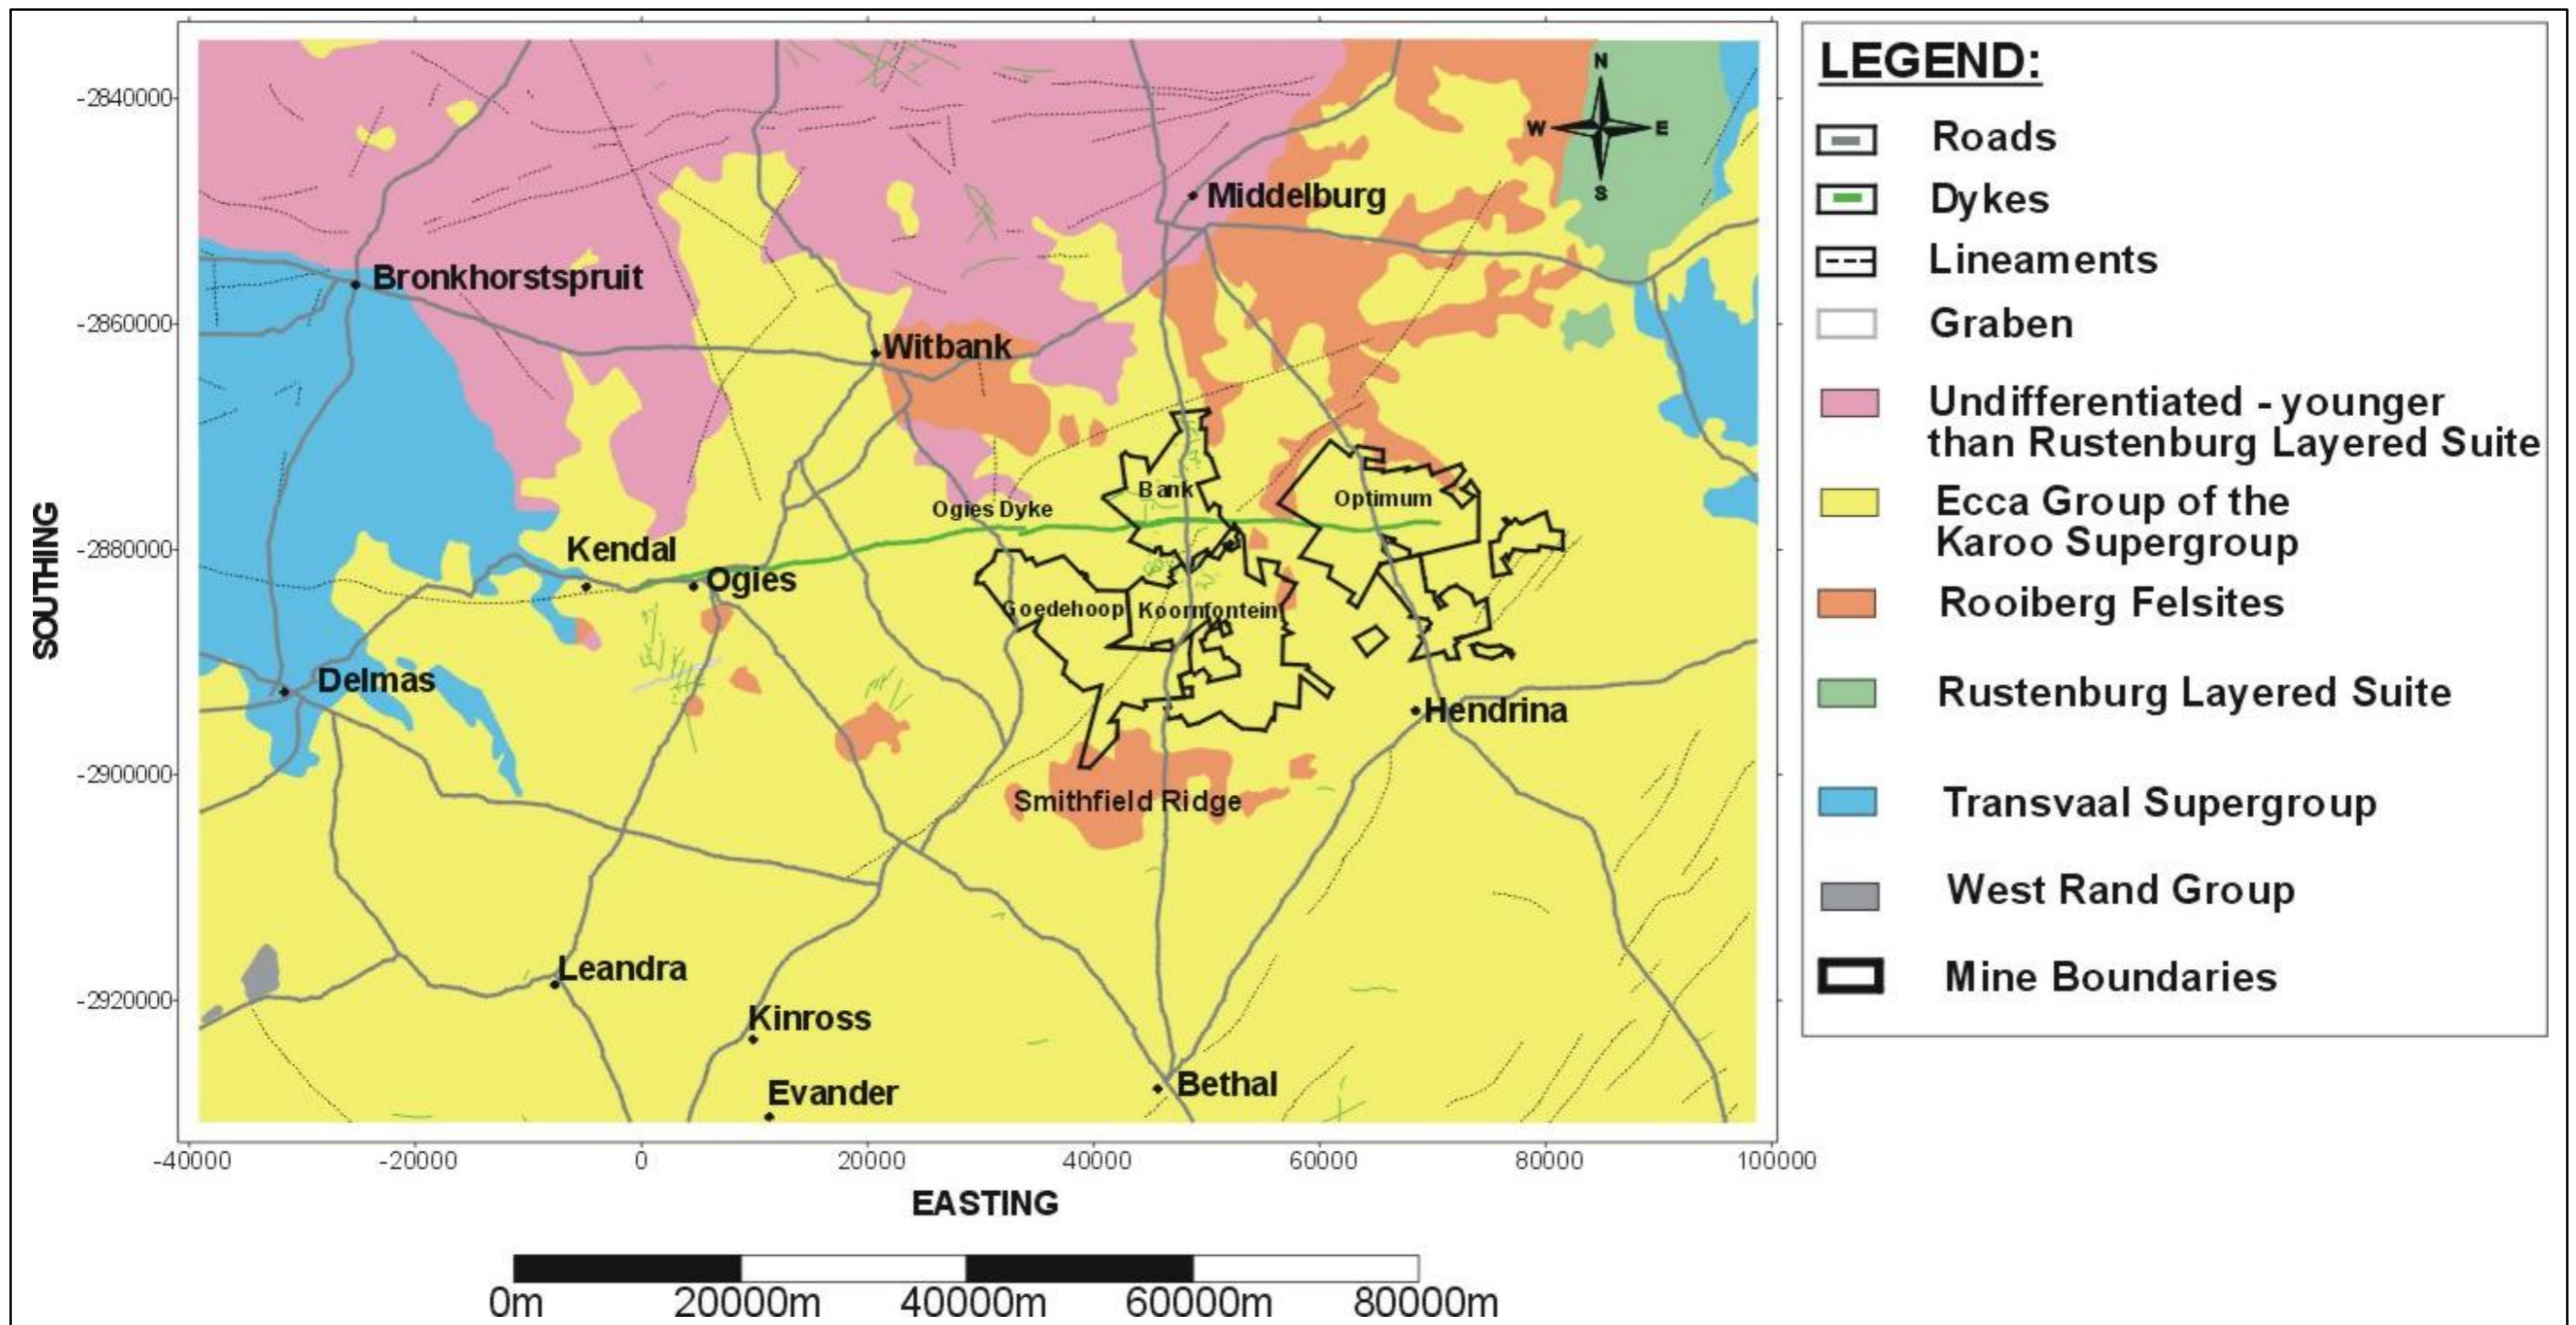 -2840000
-2860000
-2880000
-2900000
-2920000
SOUTHING
-40000
-20000
0
20000
40000
60000
80000
100000
EASTING
N
W
E
S
Middelburg
Bronkhorstspruit
Witbank
Bank
Optimum
Ogies Dyke
Kendal
Ogies
Goedehoop
Koornfontein
Delmas
Hendrina
Smithfield Ridge
Leandra
Kinross
Evander
Bethal
0m
20000m
40000m
60000m
80000m
LEGEND:
Roads
Dykes
Lineaments
Graben
Undifferentiated - younger
than Rustenburg Layered Suite
Ecca Group of the
Karoo Supergroup
Rooiberg Felsites
Rustenburg Layered Suite
Transvaal Supergroup
West Rand Group
Mine Boundaries